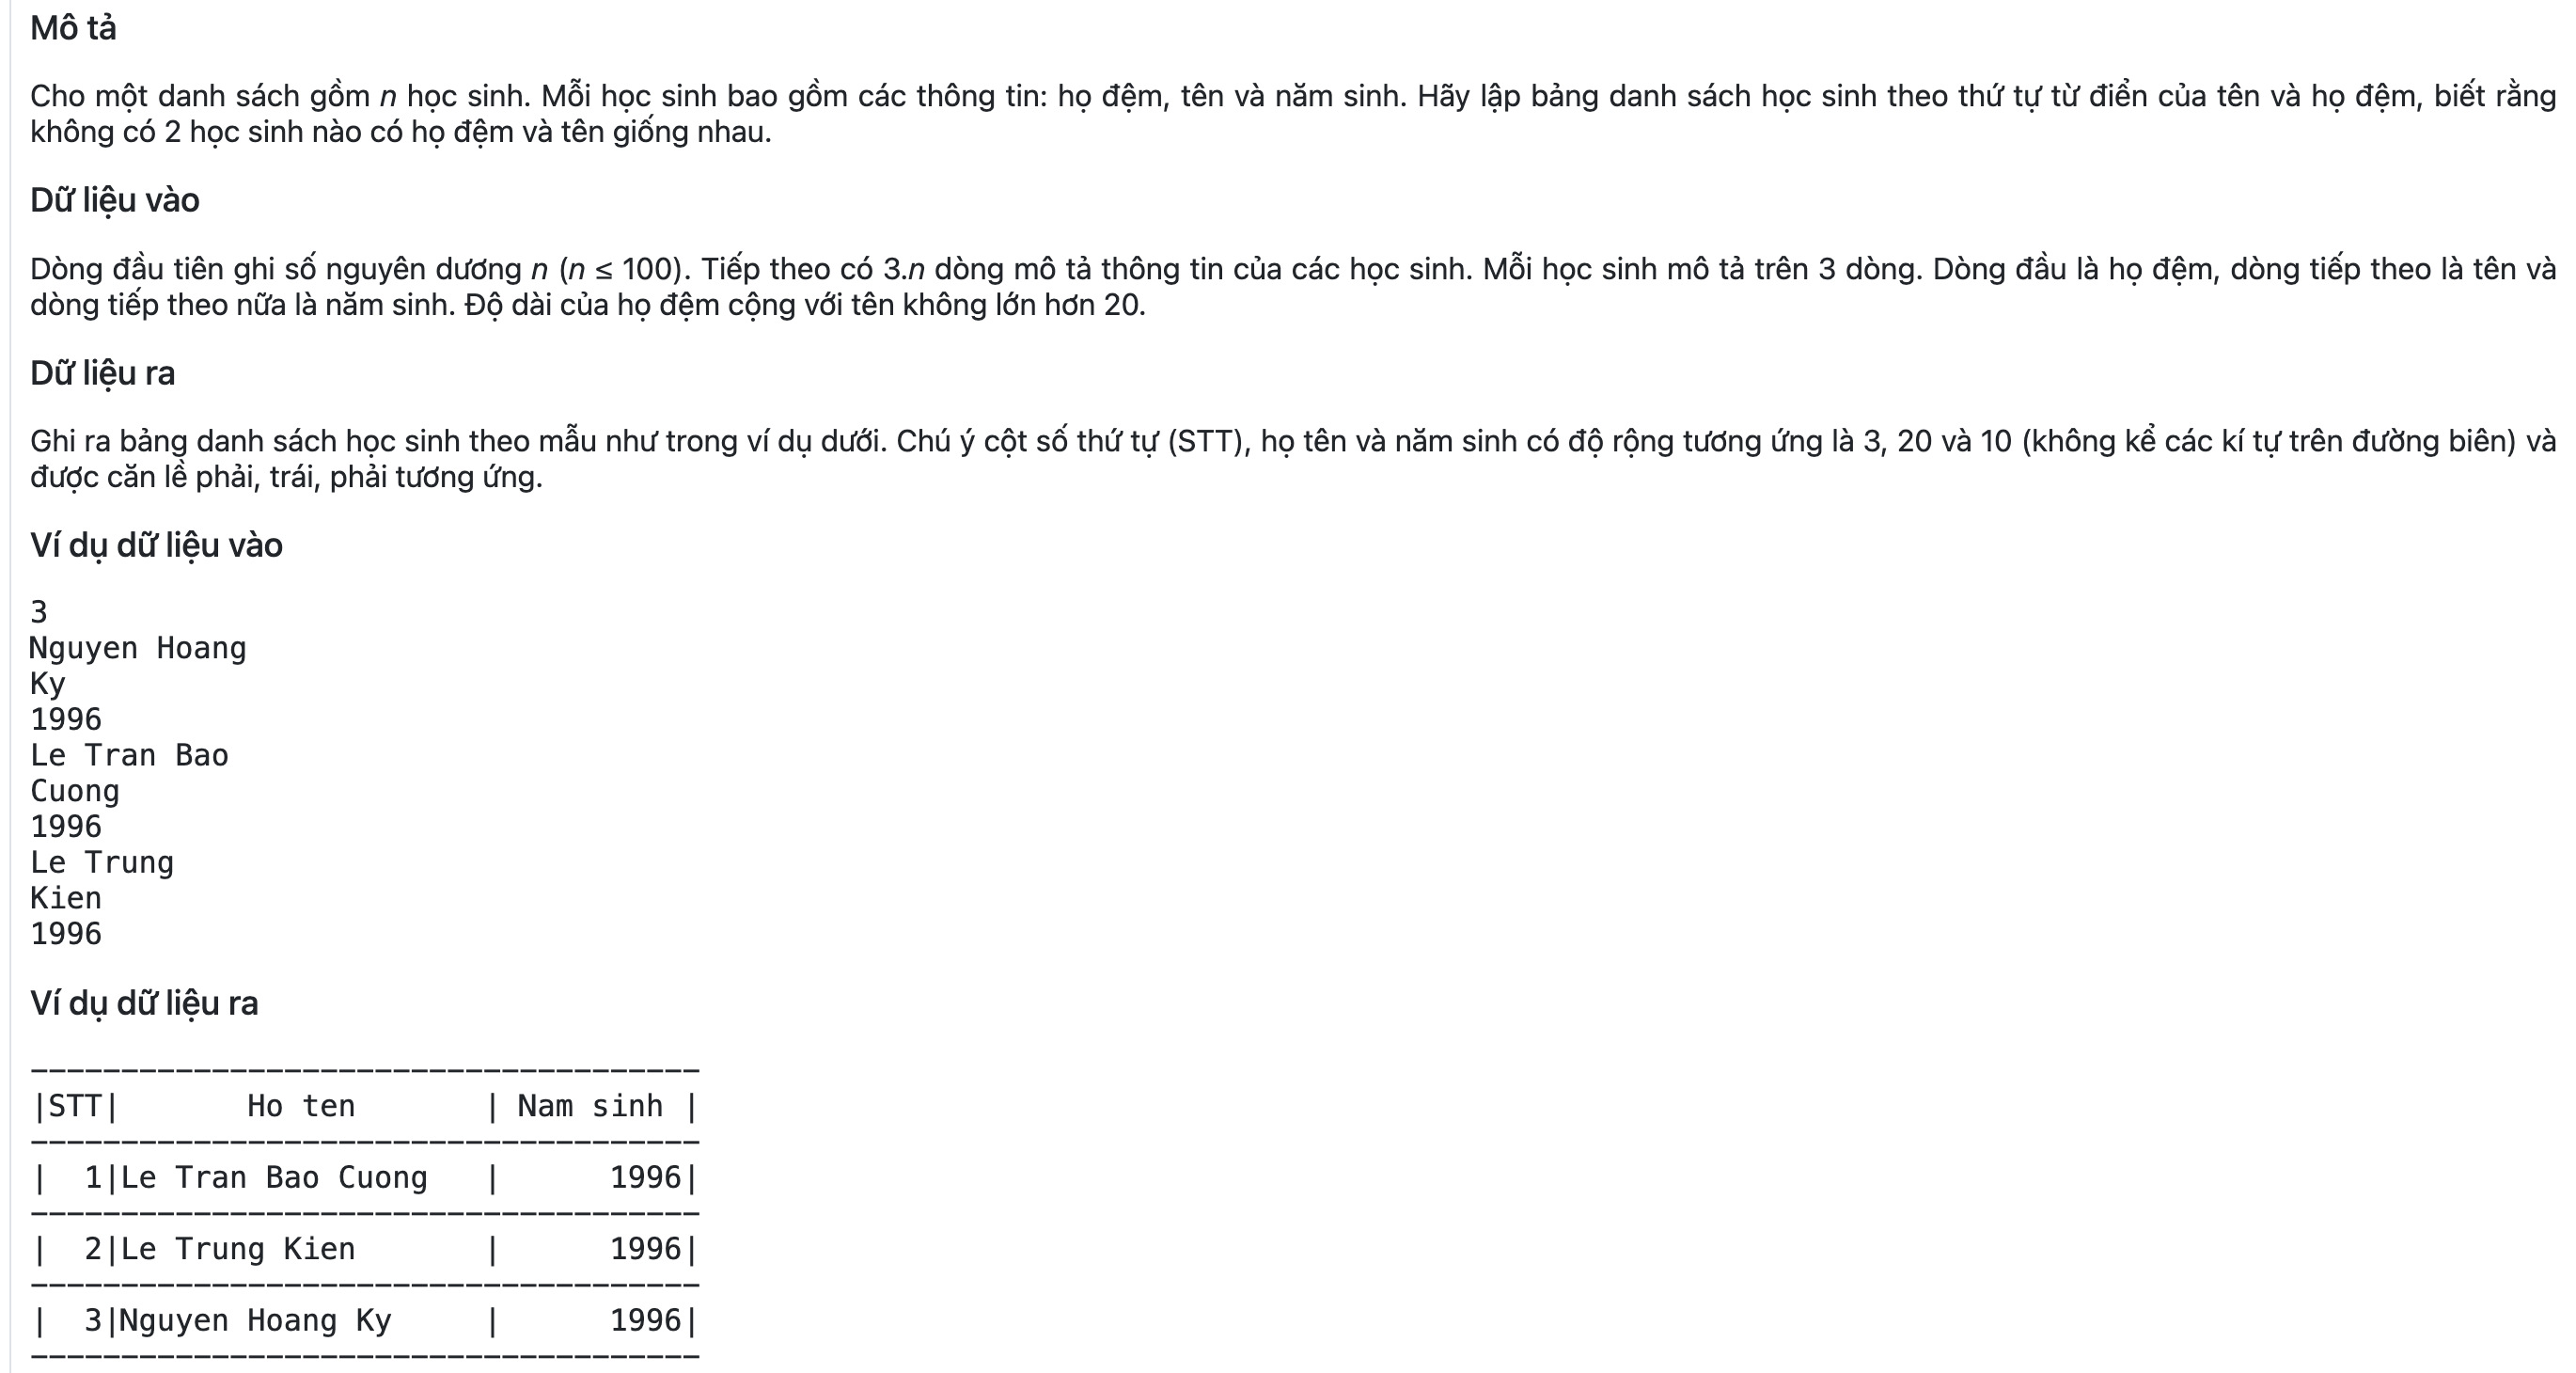 Mô tả
Cho một danh sách gồm n học sinh. Mỗi học sinh bao gồm các thông tin: họ đệm, tên và năm sinh. Hãy lập bảng danh sách học sinh theo thứ tự từ điển của tên và họ đệm, biết rằng
không có 2 học sinh nào có họ đệm và tên giống nhau.
Dữ liệu vào
Dòng đầu tiên ghi số nguyên dương n (n ≤ 100). Tiếp theo có 3.n dòng mô tả thông tin của các học sinh. Mỗi học sinh mô tả trên 3 dòng. Dòng đầu là họ đệm, dòng tiếp theo là tên và
dòng tiếp theo nữa là năm sinh. Độ dài của họ đệm cộng với tên không lớn hơn 20.
Dữ liệu ra
Ghi ra bảng danh sách học sinh theo mẫu như trong ví dụ dưới. Chú ý cột số thứ tự (STT), họ tên và năm sinh có độ rộng tương ứng là 3, 20 và 10 (không kể các kí tự trên đường biên) và
được căn lề phải, trái, phải tương ứng.
Ví dụ dữ liệu vào
3
Nguyen Hoang
Ky
1996
Le Tran Bao
Cuong
1996
Le Trung
Kien
1996
Ví dụ dữ liệu ra
-------------------------------------
|STT|       Ho ten       | Nam sinh |
-------------------------------------
|  1|Le Tran Bao Cuong   |      1996|
-------------------------------------
|  2|Le Trung Kien       |      1996|
-------------------------------------
|  3|Nguyen Hoang Ky     |      1996|
-------------------------------------